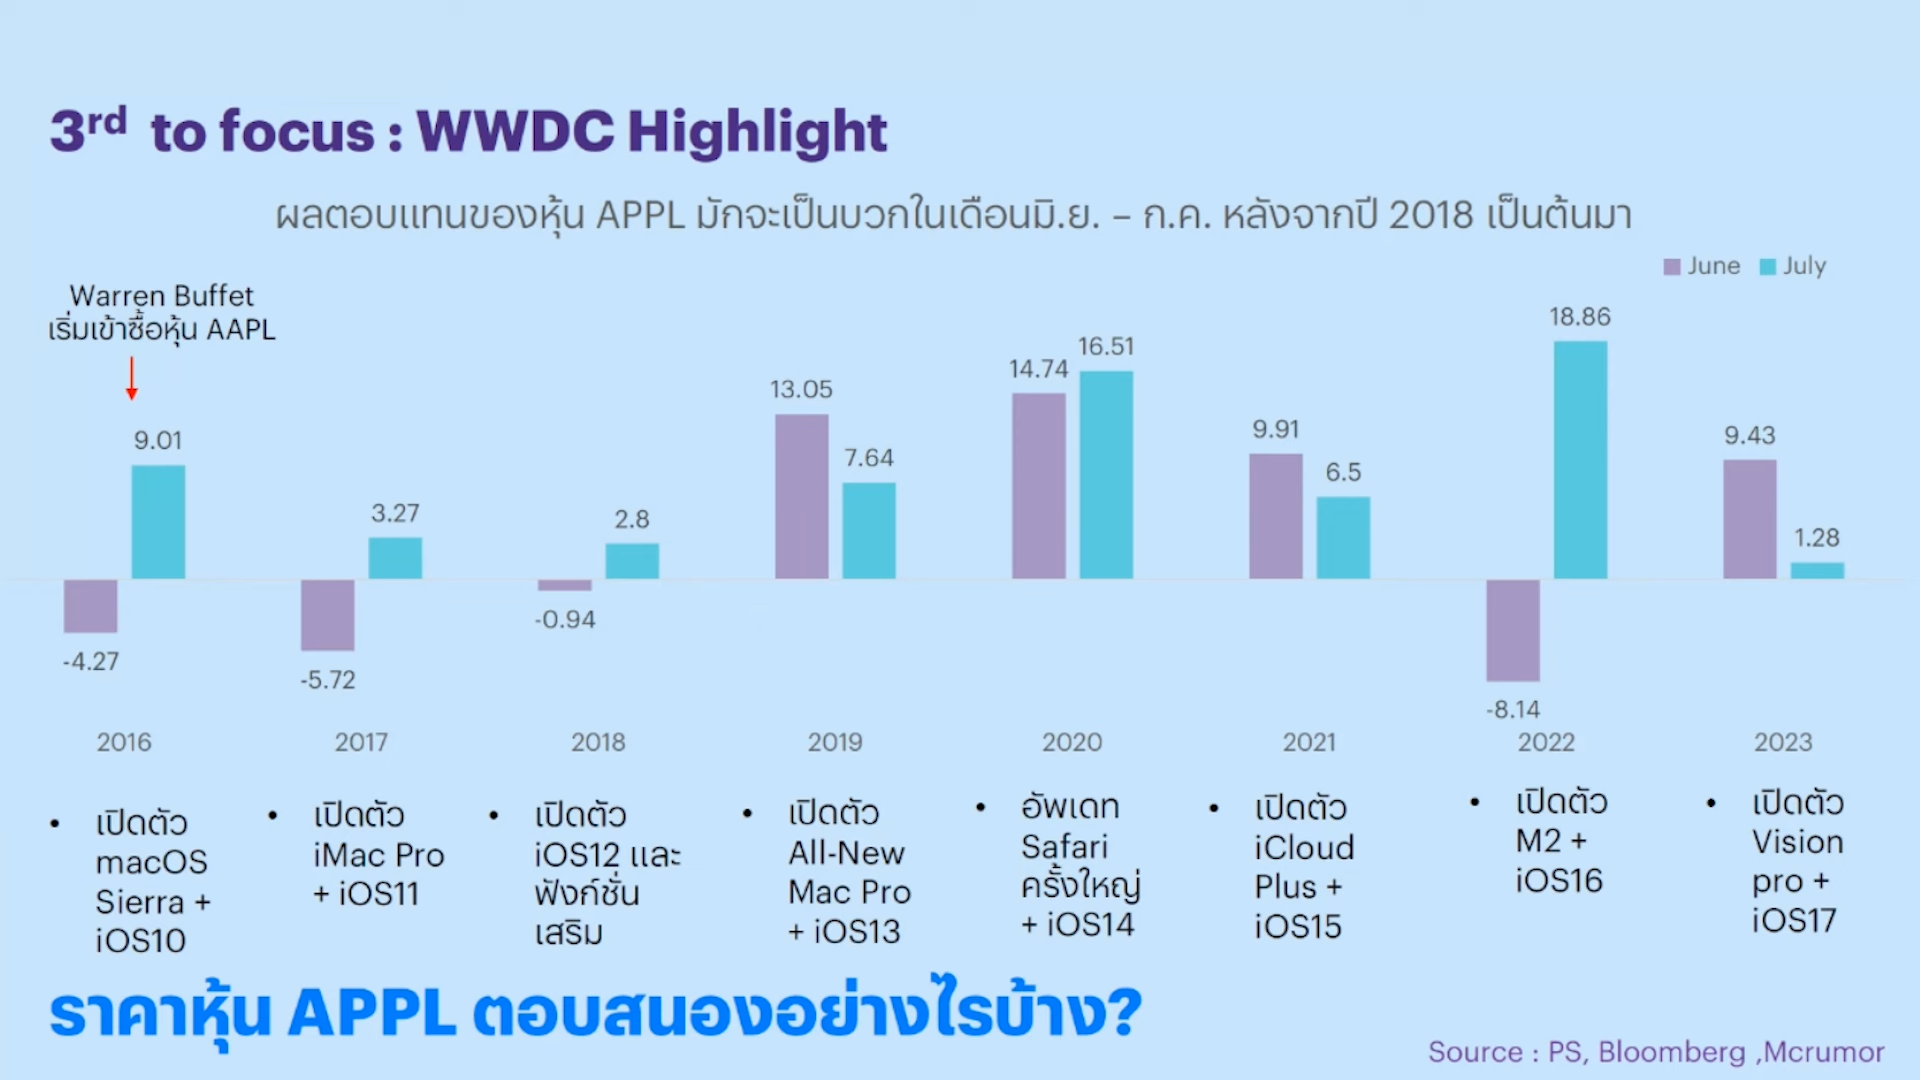 3rd to focus : WWDC Highlight
ผลตอบแทนของหุ้น APPL มักจะเป็นบวกในเดือนมิ.ย. – ก.ค. หลังจากปี 2018 เป็นต้นมา
June July
Warren Buffet
เริ่มเข้าซื้อหุ้น AAPL
-4.27
9.01
-5.72
3.27
-0.94
2.8
13.05
7.64
14.74
16.51
9.91
6.5
-8.14
18.86
9.43
1.28
2016
2017
2018
2019
2020
2021
2022
2023
• เปิดตัว
macOS
Sierra +
iOS10
• เปิดตัว
iMac Pro
+ iOS11
• เปิดตัว
iOS12 และ
ฟังก์ชั่น
เสริม
• เปิดตัว
All-New
Mac Pro
+ iOS13
• อัพเดท
Safari
ครั้งใหญ่
+ iOS14
• เปิดตัว
iCloud
Plus +
iOS15
• เปิดตัว
M2 +
iOS16
• เปิดตัว
Vision
pro +
iOS17
ราคาหุ้น APPL ตอบสนองอย่างไรบ้าง?
Source : PS, Bloomberg ,Mcrumor